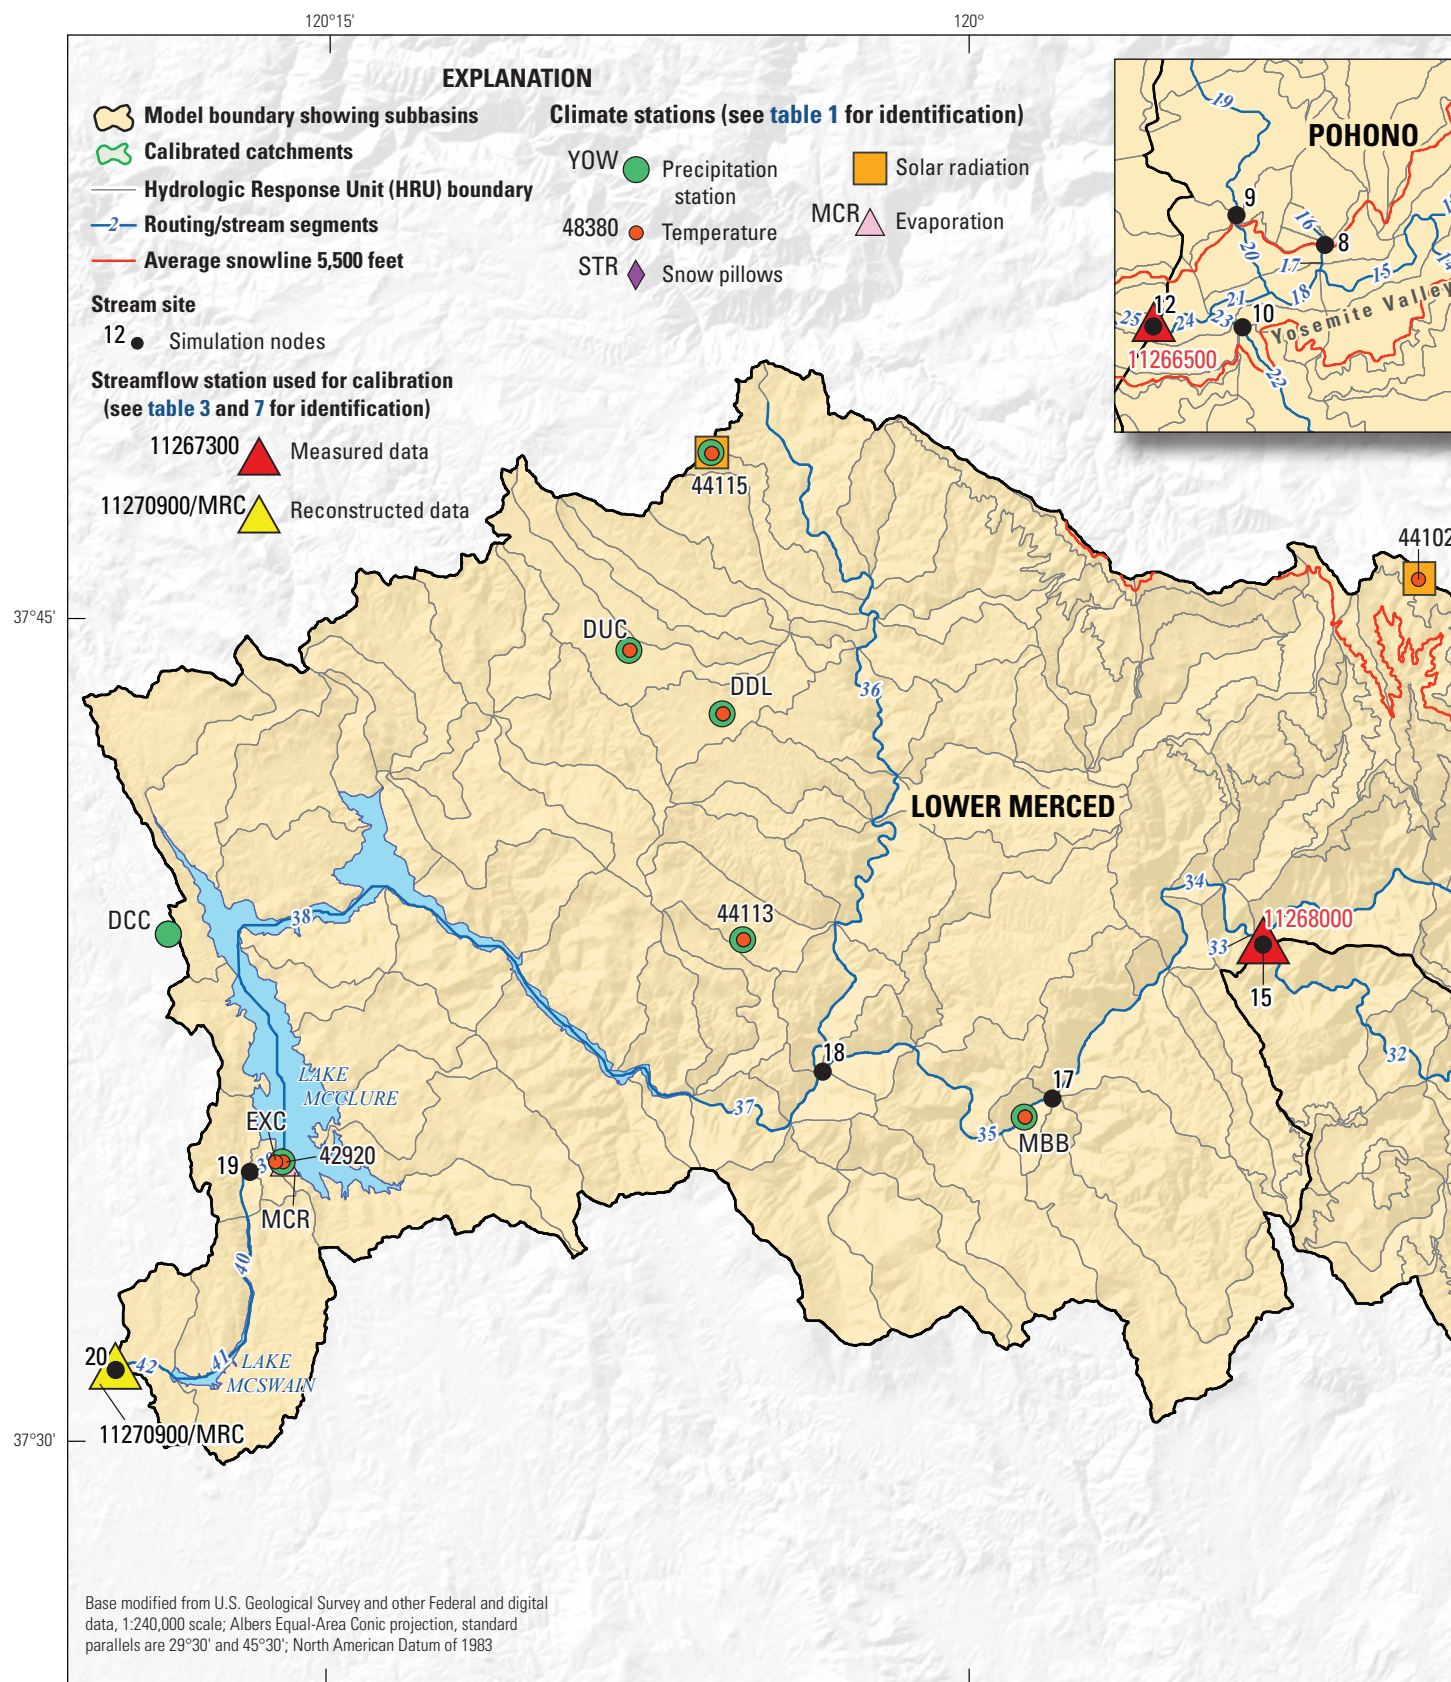 120°15'
120°
EXPLANATION
Model boundary showing subbasins
Calibrated catchments
Hydrologic Response Unit (HRU) boundary
2 Routing/stream segments
Average snowline 5,500 feet
Stream site
12 Simulation nodes
Streamflow station used for calibration
(see table 3 and 7 for identification)
11267300 Measured data
11270900/MRC Reconstructed data
Climate stations (see table 1 for identification)
YOW Precipitation
station
48380 Temperature
STR Snow pillows
Solar radiation
MCR Evaporation
POHONO
19
9
16
8
20
17
15
14
18
21
Yosemite Valley
12
25
24
23
10
11266500
22
44115
44102
37°45'
DUC
DDL
36
LOWER MERCED
34
DCC
38
44113
11268000
33
15
18
32
LAKE
MCCLURE
17
37
EXC
35
MBB
19
42920
MCR
40
20
42
41
LAKE
MCSWAIN
11270900/MRC
37°30'
Base modified from U.S. Geological Survey and other Federal and digital
data, 1:240,000 scale; Albers Equal-Area Conic projection, standard
parallels are 29°30' and 45°30'; North American Datum of 1983